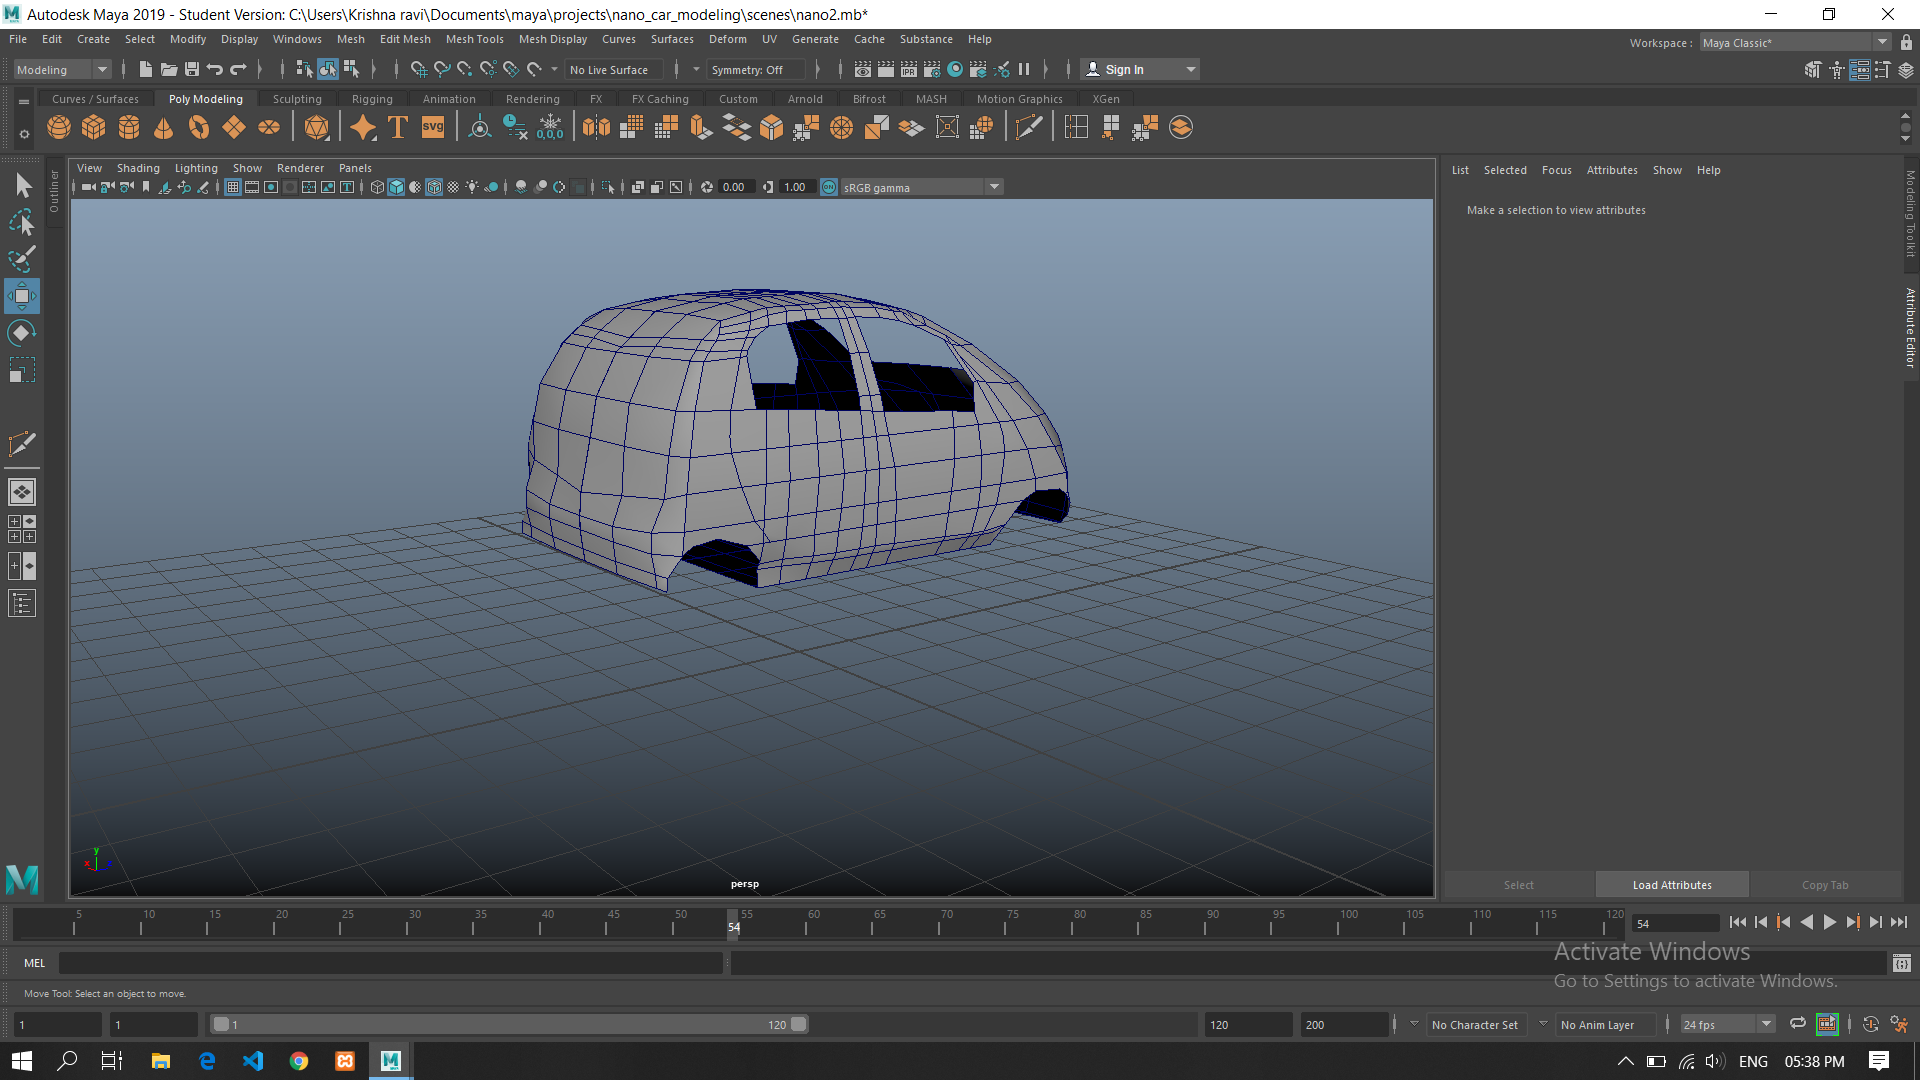 Autodesk Maya 2019 - Student Version: C:\Users\Krishna ravi\Documents\maya\projects\nano_car_modeling\scenes\nano2.mb*
File Edit Create Select Modify Display Windows Mesh Edit Mesh Mesh Tools Mesh Display Curves Surfaces Deform UV Generate Cache Substance Help
Workspace : Maya Classic*
Modeling No Live Surface Symmetry: Off IPR Sign In
Curves / Surfaces Poly Modeling Sculpting Rigging Animation Rendering FX FX Caching Custom Arnold Bifrost MASH Motion Graphics XGen
T SVG 0,0,0
Outliner
View Shading Lighting Show Renderer Panels
0.00 1.00 ON sRGB gamma
List Selected Focus Attributes Show Help
Make a selection to view attributes
Modeling Toolkit
Attribute Editor
y
x
persp
Select Load Attributes Copy Tab
5 10 15 20 25 30 35 40 45 50 55 60 65 70 75 80 85 90 95 100 105 110 115 120
54
54
MEL
Activate Windows
Go to Settings to activate Windows.
Move Tool: Select an object to move.
1 1 1 120 120 200 No Character Set No Anim Layer 24 fps
ENG 05:38 PM